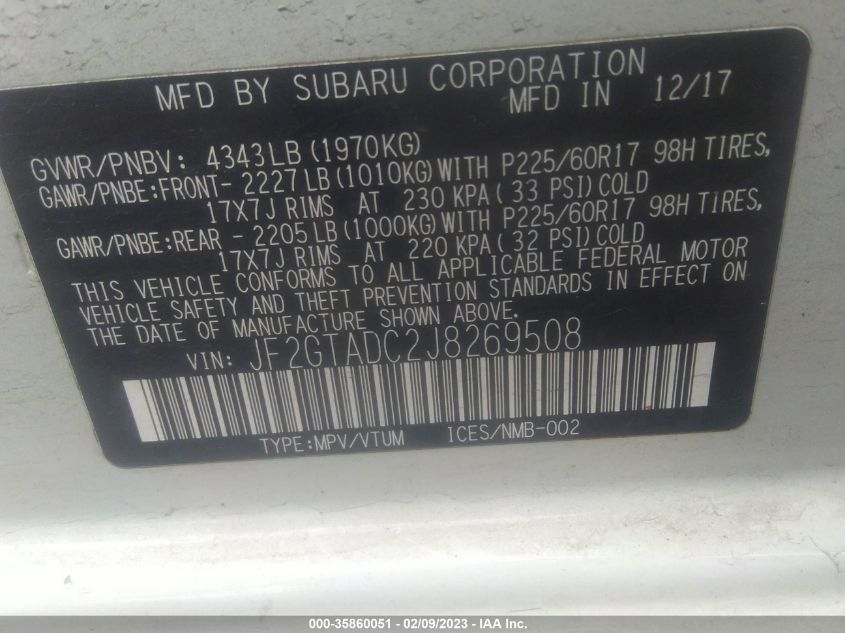 MFD BY SUBARU CORPORATION
MFD IN 12/17
GVWR/PNBV: 4343LB(1970KG)
GAWR/PNBE:FRONT-2227LB(1010KG)WITH P225/60R17 98H TIRES,
17X7J RIMS AT 230 KPA(33 PSI)COLD
GAWR/PNBE:REAR -2205LB(1000KG)WITH P225/60R17 98H TIRES,
17X7J RIMS AT 220 KPA(32 PSI)COLD
THIS VEHICLE CONFORMS TO ALL APPLICABLE FEDERAL MOTOR
VEHICLE SAFETY AND THEFT PREVENTION STANDARDS IN EFFECT ON
THE DATE OF MANUFACTURE SHOWN ABOVE.
VIN: JF2GTADC2J8269508
TYPE:MPV/VTUM ICES/NMB-002
000-35860051 - 02/09/2023 - IAA Inc.